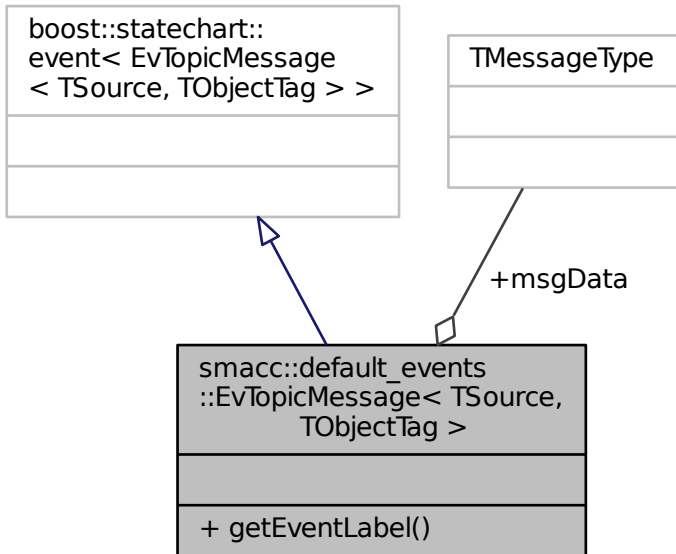 boost::statechart::
event< EvTopicMessage
< TSource, TObjectTag > >
TMessageType
+msgData
smacc::default_events
::EvTopicMessage< TSource,
TObjectTag >
+ getEventLabel()